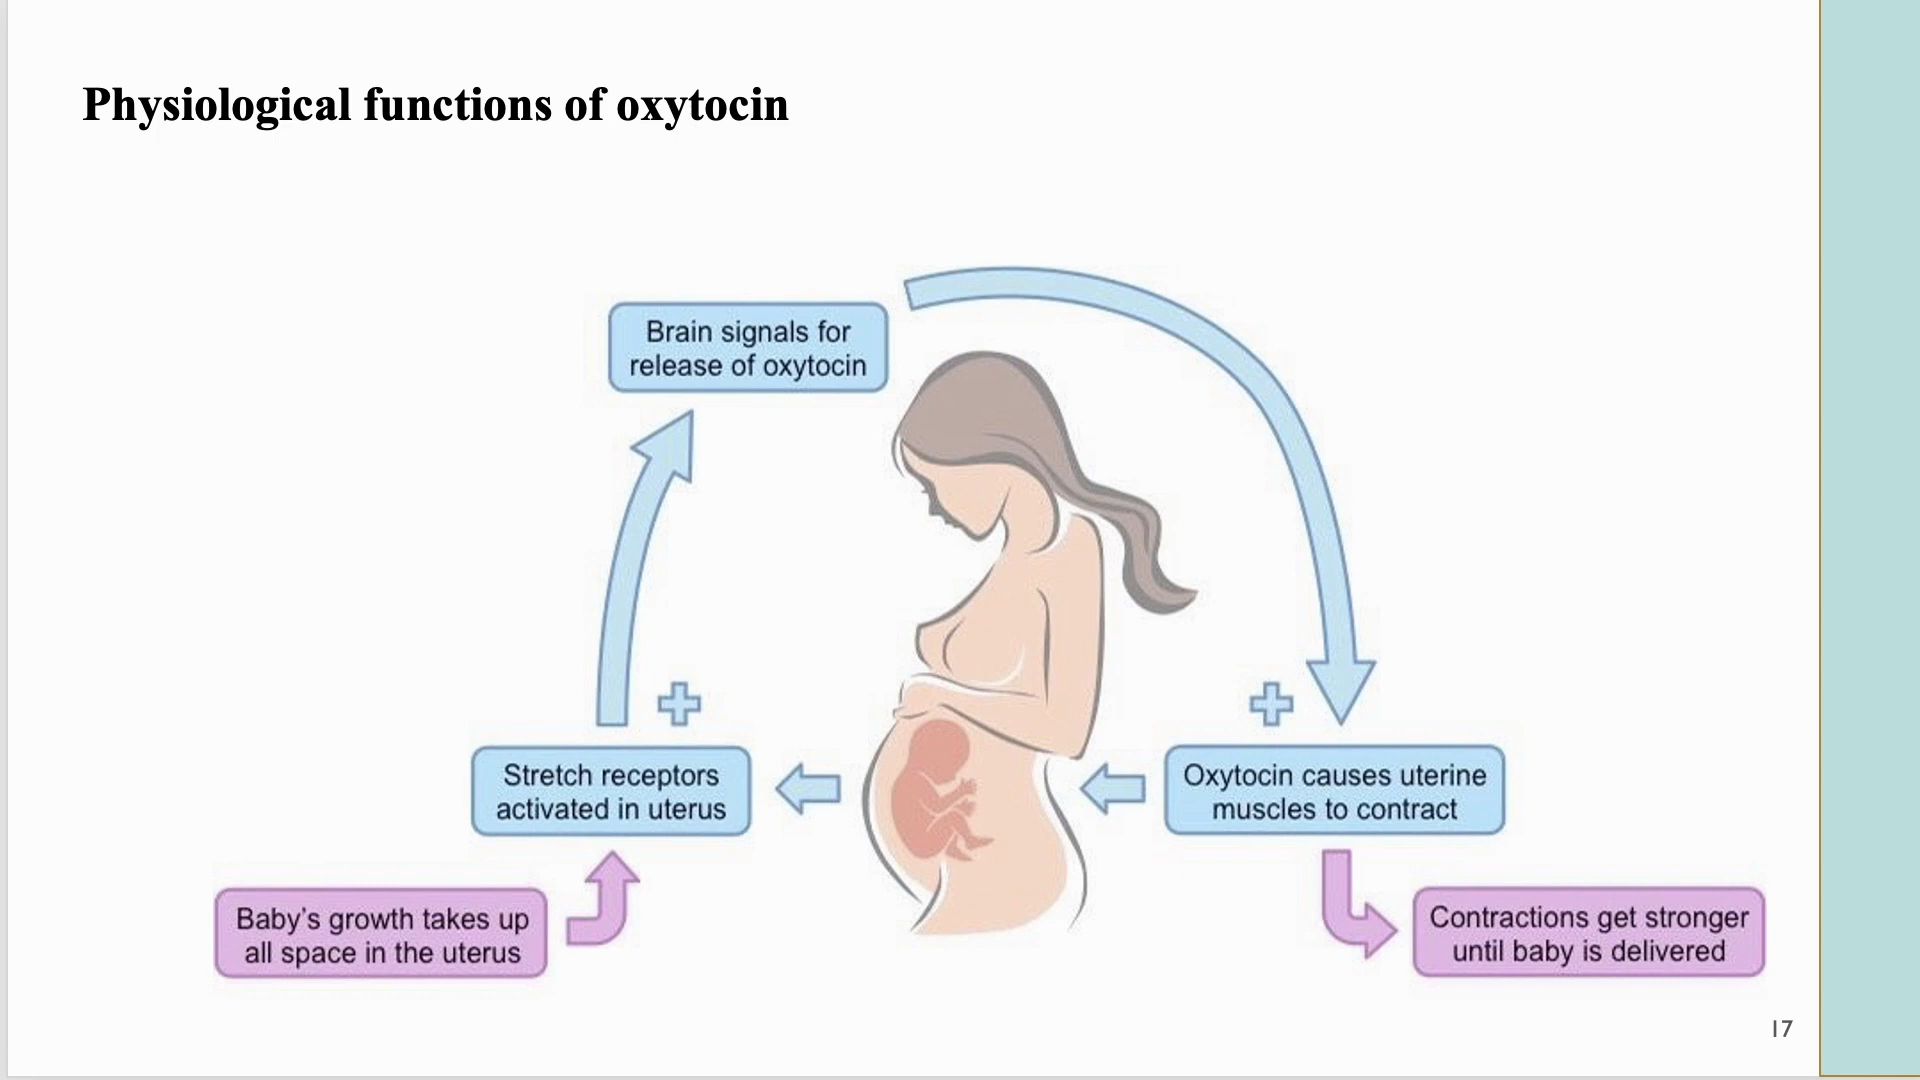 Physiological functions of oxytocin
Brain signals for
release of oxytocin
Stretch receptors
activated in uterus
Oxytocin causes uterine
muscles to contract
Baby's growth takes up
all space in the uterus
Contractions get stronger
until baby is delivered
17